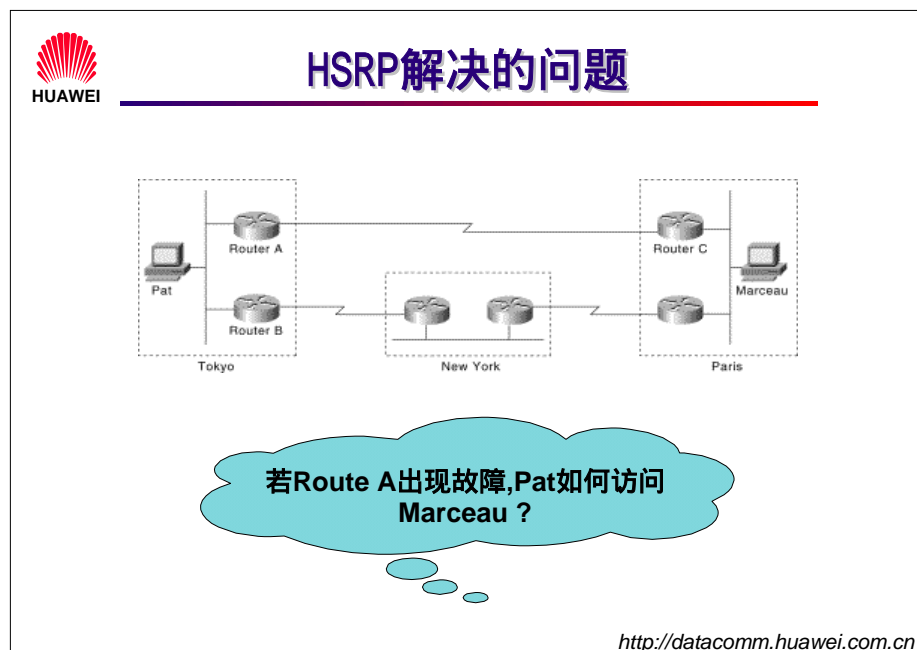 HUAWEI
HSRP解决的问题
Router A
Router C
Pat
Marceau
Router B
Tokyo
New York
Paris
若Route A出现故障,Pat如何访问
Marceau ?
http://datacomm.huawei.com.cn